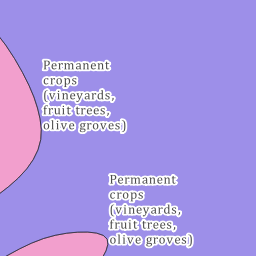 Permanent
crops
(vineyards,
fruit trees,
olive groves)
Permanent
crops
(vineyards,
fruit trees,
olive groves)